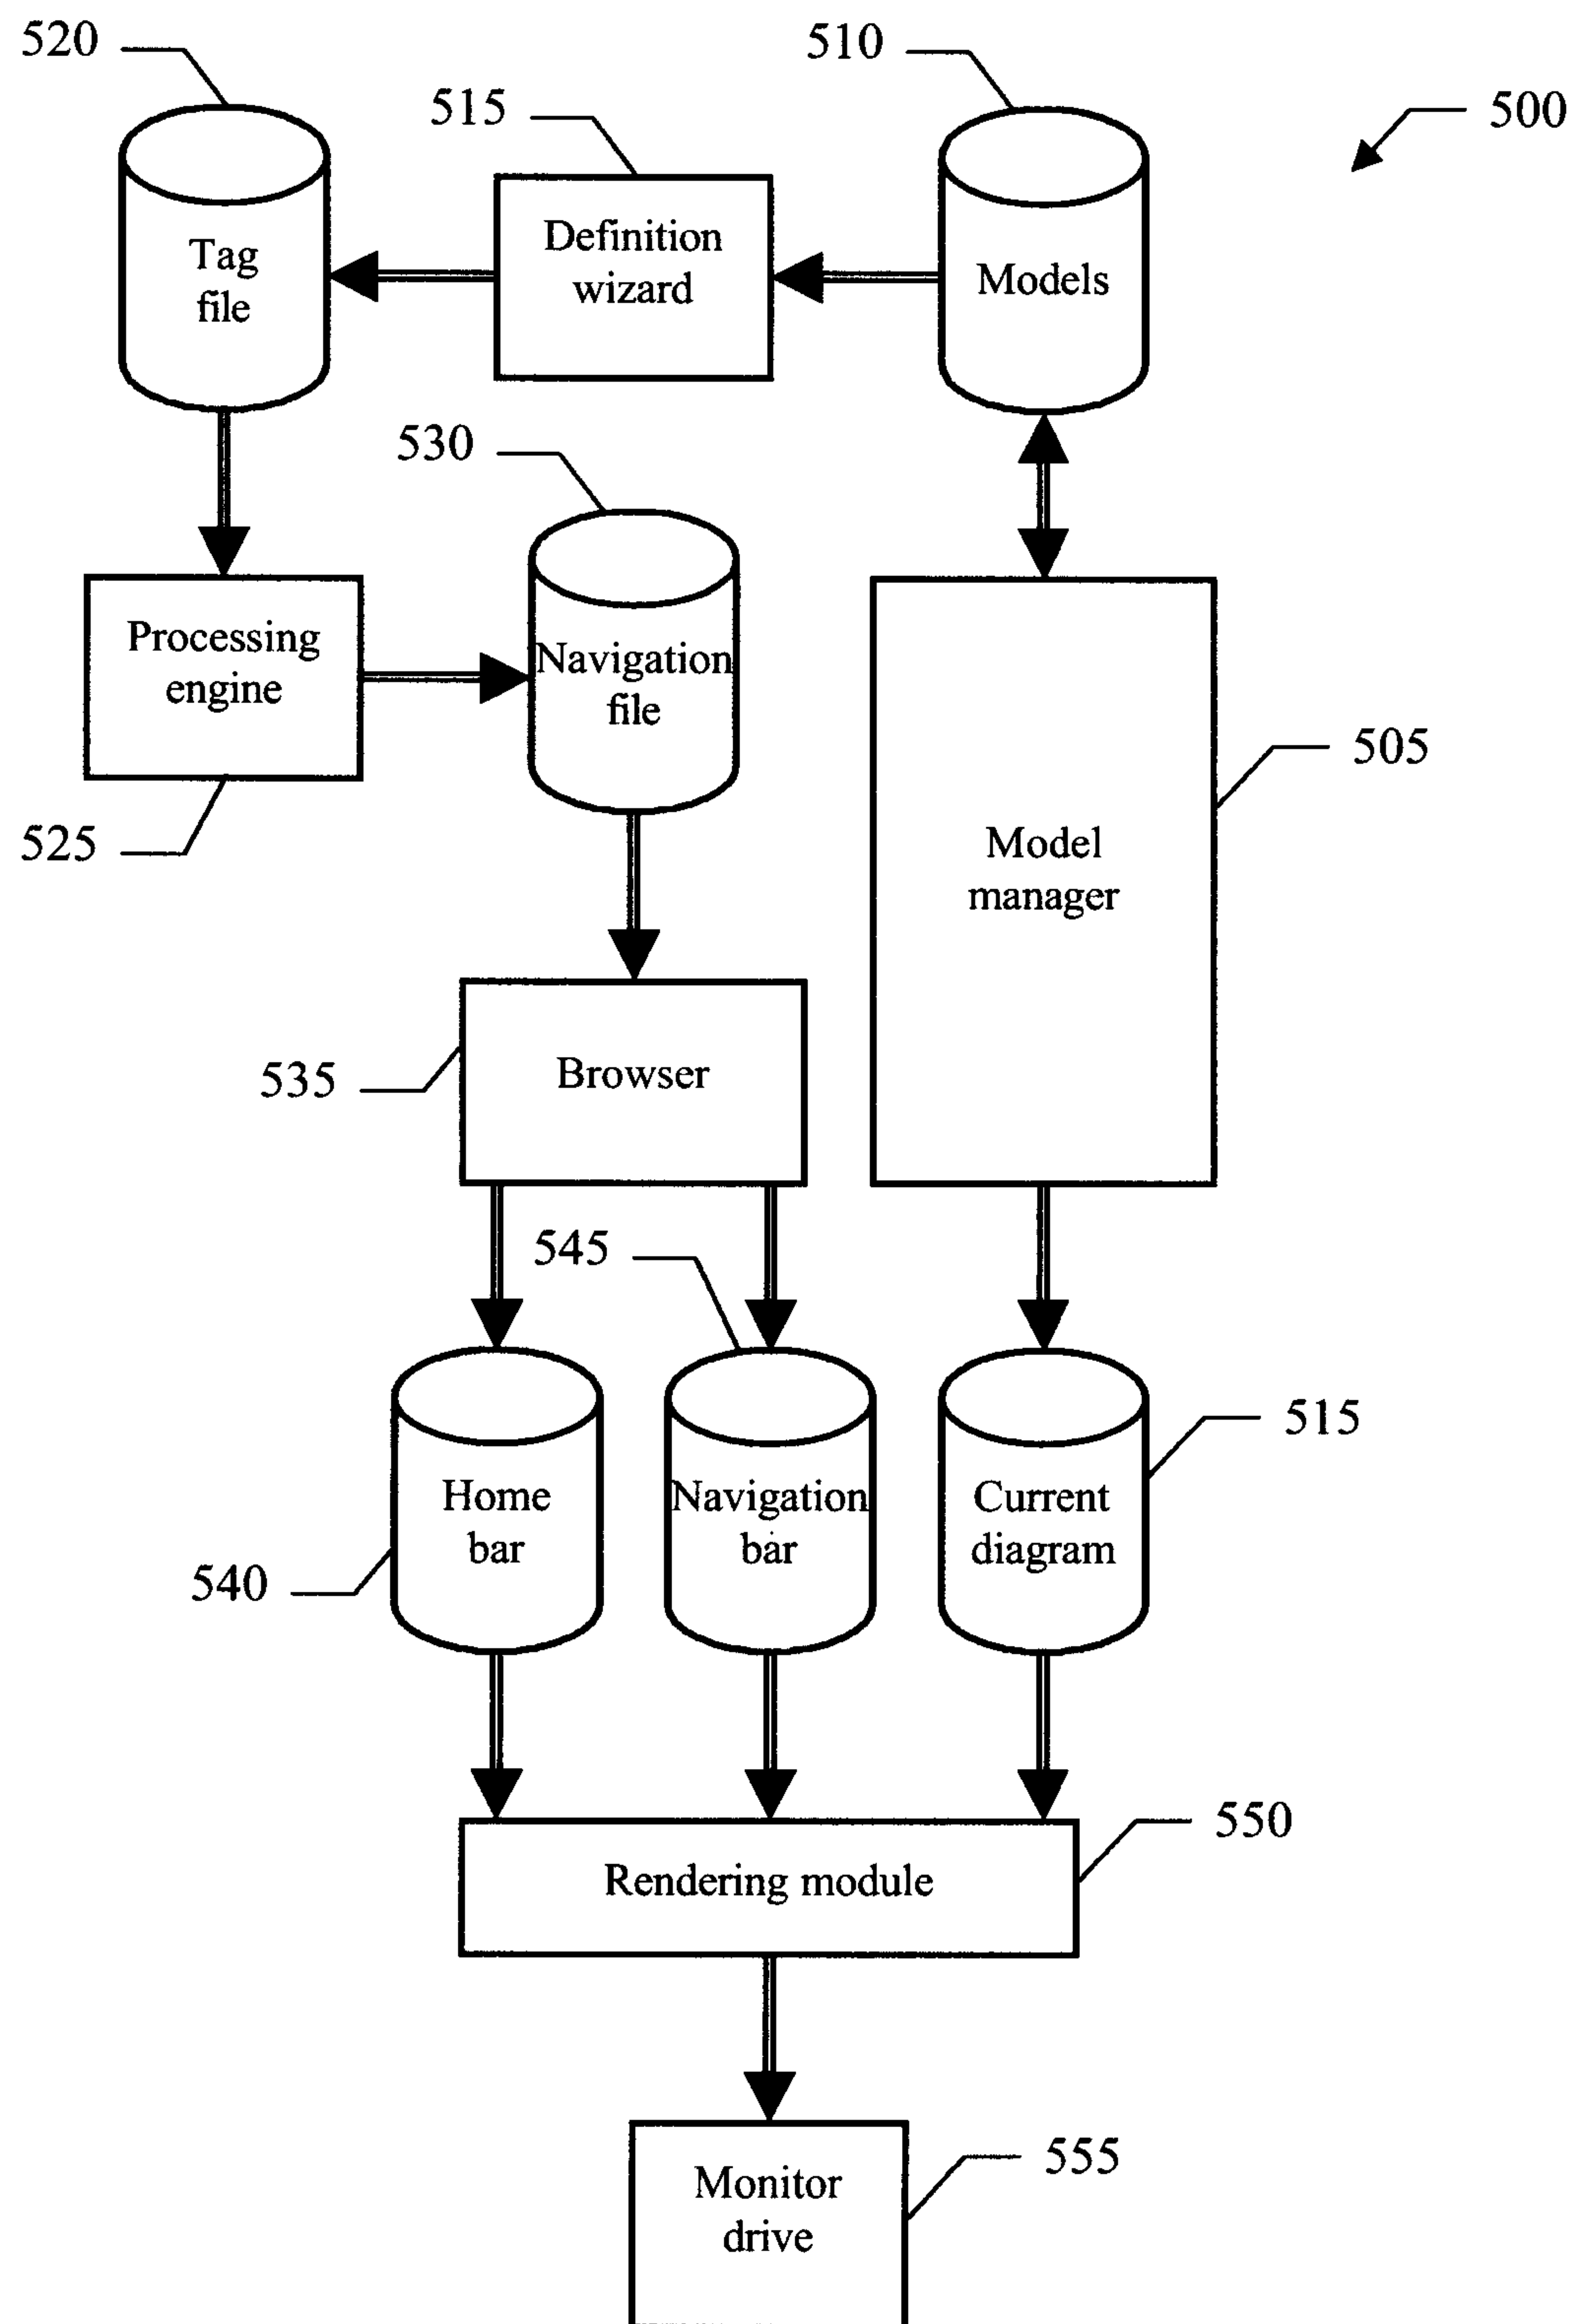 520
510
500
515
Tag
file
Definition
wizard
Models
530
Processing
engine
Navigation
file
525
505
Model
manager
535
Browser
545
515
Home
bar
Navigation
bar
Current
diagram
540
550
Rendering module
555
Monitor
drive